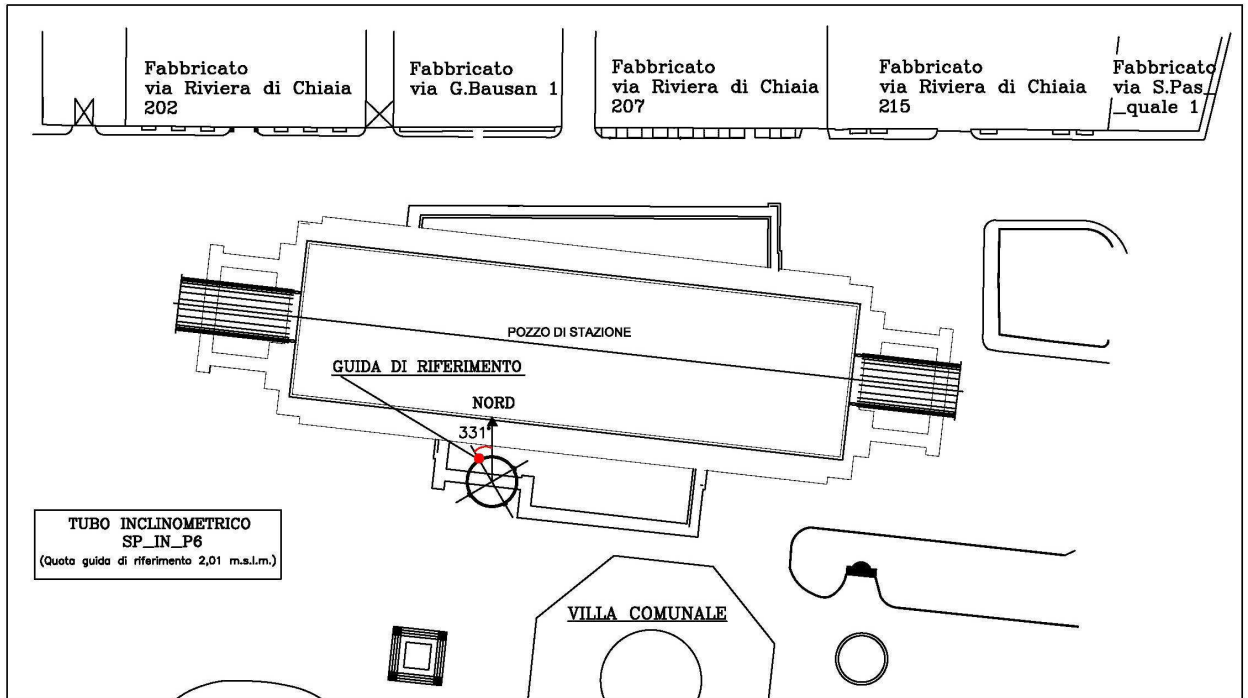 Fabbricato
via Riviera di Chiaia
202
Fabbricato
via G.Bausan 1
Fabbricato
via Riviera di Chiaia
207
Fabbricato
via Riviera di Chiaia
215
Fabbricato
via S.Pas_
_quale 1
POZZO DI STAZIONE
GUIDA DI RIFERIMENTO
NORD
331°
TUBO INCLINOMETRICO
SP_IN_P6
(Quota guida di riferimento 2,01 m.s.l.m.)
VILLA COMUNALE